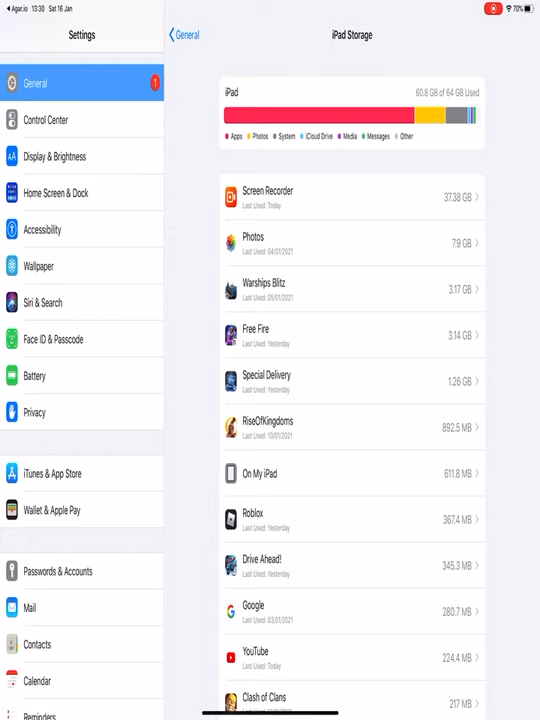 Agar.io 13:30 Sat 16 Jan
70%
Settings
General
iPad Storage
General
1
Control Center
AA
Display & Brightness
Home Screen & Dock
Accessibility
Wallpaper
Siri & Search
Face ID & Passcode
Battery
Privacy
iTunes & App Store
Wallet & Apple Pay
Passwords & Accounts
Mail
Contacts
Calendar
Reminders
iPad
60.8 GB of 64 GB Used
Apps Photos System iCloud Drive Media Messages Other
Screen Recorder
Last Used: Today
37.38 GB
Photos
Last Used: 04/01/2021
7.9 GB
Warships Blitz
Last Used: 05/01/2021
3.17 GB
Free Fire
Last Used: Yesterday
3.14 GB
Special Delivery
Last Used: Yesterday
1.26 GB
RiseOfKingdoms
Last Used: 10/01/2021
892.5 MB
On My iPad
611.8 MB
Roblox
Last Used: Yesterday
367.4 MB
Drive Ahead!
Last Used: Yesterday
345.3 MB
Google
Last Used: 03/01/2021
280.7 MB
YouTube
Last Used: Today
224.4 MB
Clash of Clans
217 MB